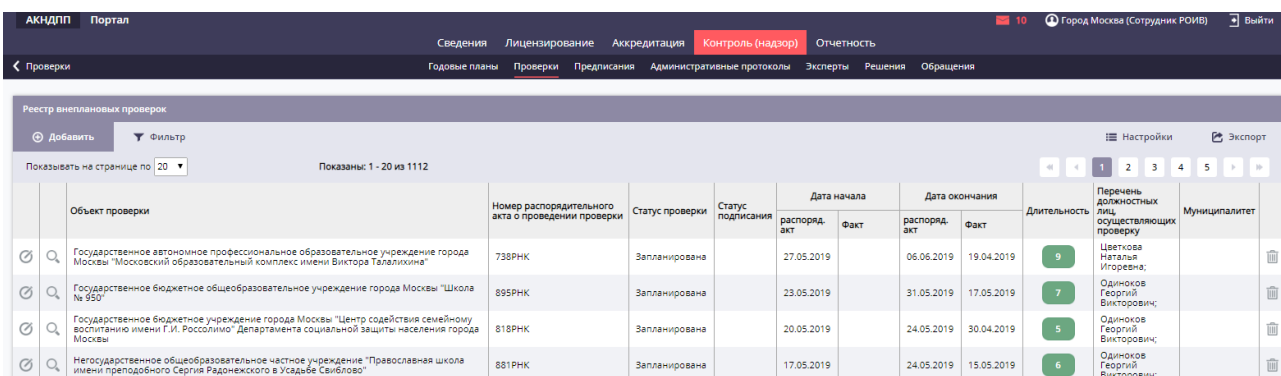 АКНДПП Портал 10 Город Москва (Сотрудник РОИВ) Выйти
Сведения Лицензирование Аккредитация Контроль (надзор) Отчетность
Проверки Годовые планы Проверки Предписания Административные протоколы Эксперты Решения Обращения
Реестр внеплановых проверок
Добавить Фильтр Настройки Экспорт
Показывать на странице по 20 Показаны: 1 - 20 из 1112 1 2 3 4 5
Объект проверки
Номер распорядительного
акта о проведении проверки
Статус проверки
Статус
подписания
Дата начала
распоряд.
акт
Факт
Дата окончания
распоряд.
акт
Факт
Длительность
Перечень
должностных
лиц,
осуществляющих
проверку
Муниципалитет
Государственное автономное профессиональное образовательное учреждение города
Москвы "Московский образовательный комплекс имени Виктора Талалихина"
738РНК Запланирована 27.05.2019 06.06.2019 19.04.2019 9
Цветкова
Наталья
Игоревна;
Государственное бюджетное общеобразовательное учреждение города Москвы "Школа
№ 950"
895РНК Запланирована 23.05.2019 31.05.2019 17.05.2019 7
Одиноков
Георгий
Викторович;
Государственное бюджетное учреждение города Москвы "Центр содействия семейному
воспитанию имени Г.И. Россолимо" Департамента социальной защиты населения города
Москвы
818РНК Запланирована 20.05.2019 24.05.2019 30.04.2019 5
Одиноков
Георгий
Викторович;
Негосударственное общеобразовательное частное учреждение "Православная школа
имени преподобного Сергия Радонежского в Усадьбе Свиблово"
881РНК Запланирована 17.05.2019 24.05.2019 15.05.2019 6
Одиноков
Георгий
Викторович;